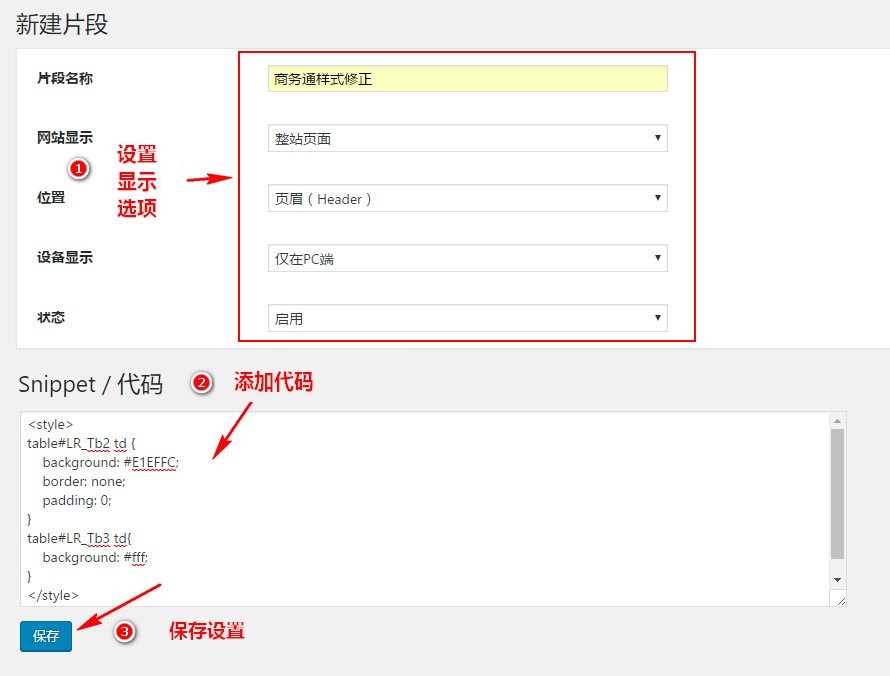 新建片段
片段名称
商务通样式修正
网站显示
整站页面
1
设置
显示
选项
位置
页眉（Header）
设备显示
仅在PC端
状态
启用
Snippet / 代码
2
添加代码
<style>
table#LR_Tb2 td {
    background: #E1EFFC;
    border: none;
    padding: 0;
}
table#LR_Tb3 td{
    background: #fff;
}
</style>
保存
3
保存设置